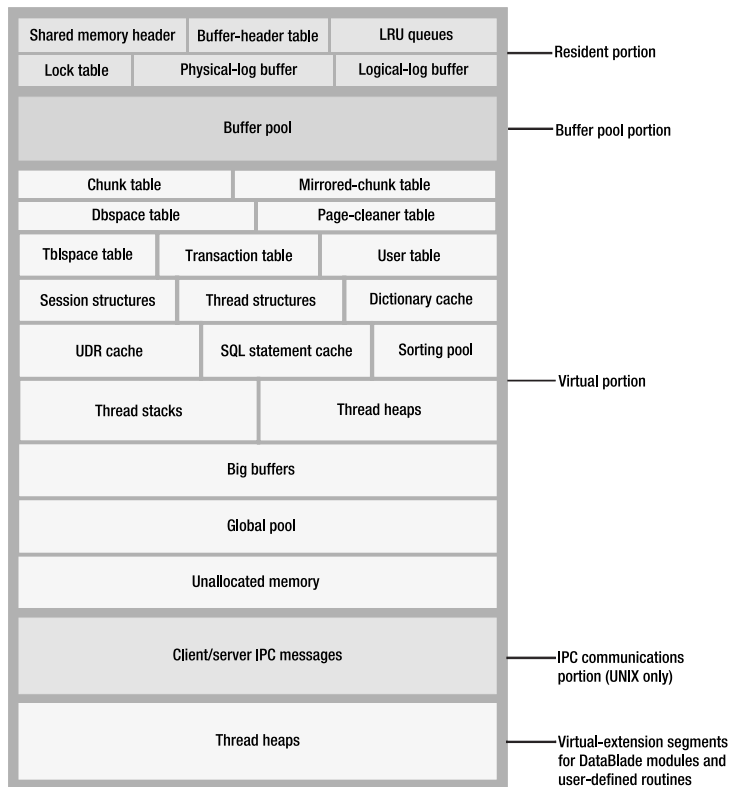 Shared memory header
Buffer-header table
LRU queues
Resident portion
Lock table
Physical-log buffer
Logical-log buffer
Buffer pool
Buffer pool portion
Chunk table
Mirrored-chunk table
Dbspace table
Page-cleaner table
Tblspace table
Transaction table
User table
Session structures
Thread structures
Dictionary cache
UDR cache
SQL statement cache
Sorting pool
Virtual portion
Thread stacks
Thread heaps
Big buffers
Global pool
Unallocated memory
Client/server IPC messages
IPC communications
portion (UNIX only)
Thread heaps
Virtual-extension segments
for DataBlade modules and
user-defined routines